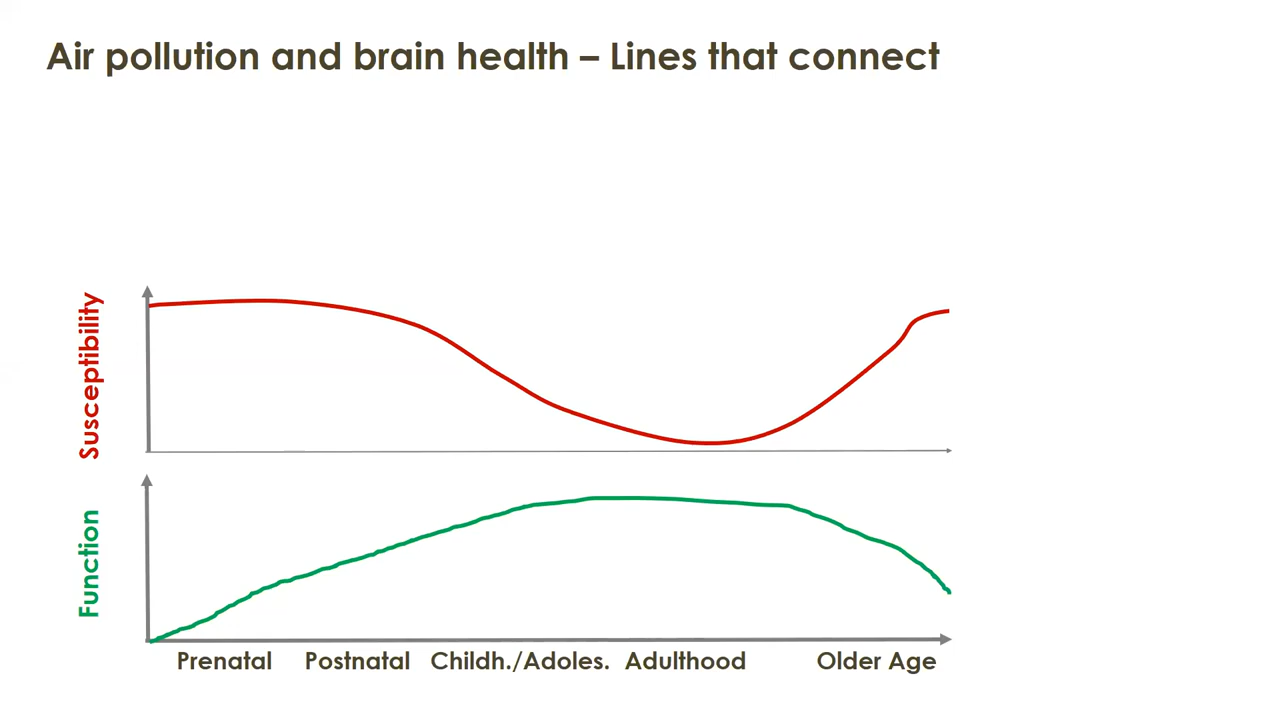 Air pollution and brain health – Lines that connect
Susceptibility
Function
Prenatal Postnatal Childh./Adoles. Adulthood Older Age